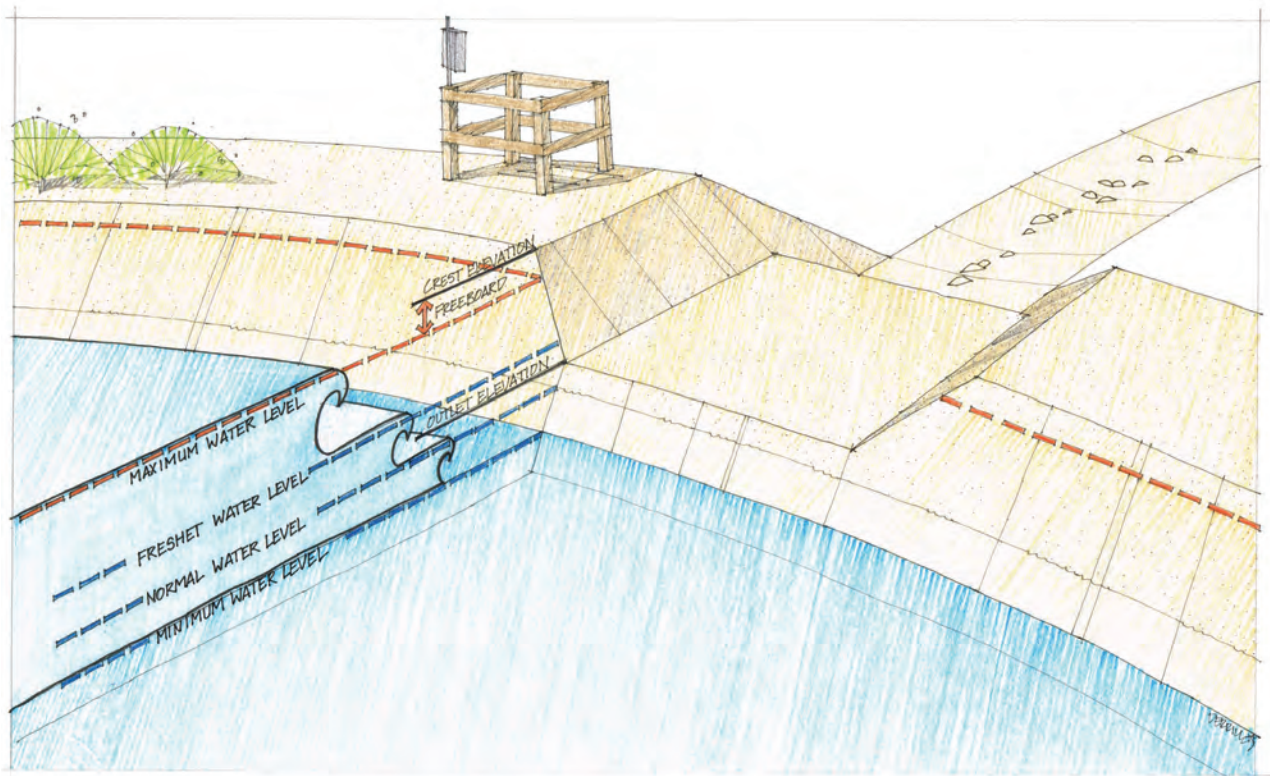 CREST ELEVATION
FREEBOARD
OUTLET ELEVATION
MAXIMUM WATER LEVEL
FRESHET WATER LEVEL
NORMAL WATER LEVEL
MINIMUM WATER LEVEL